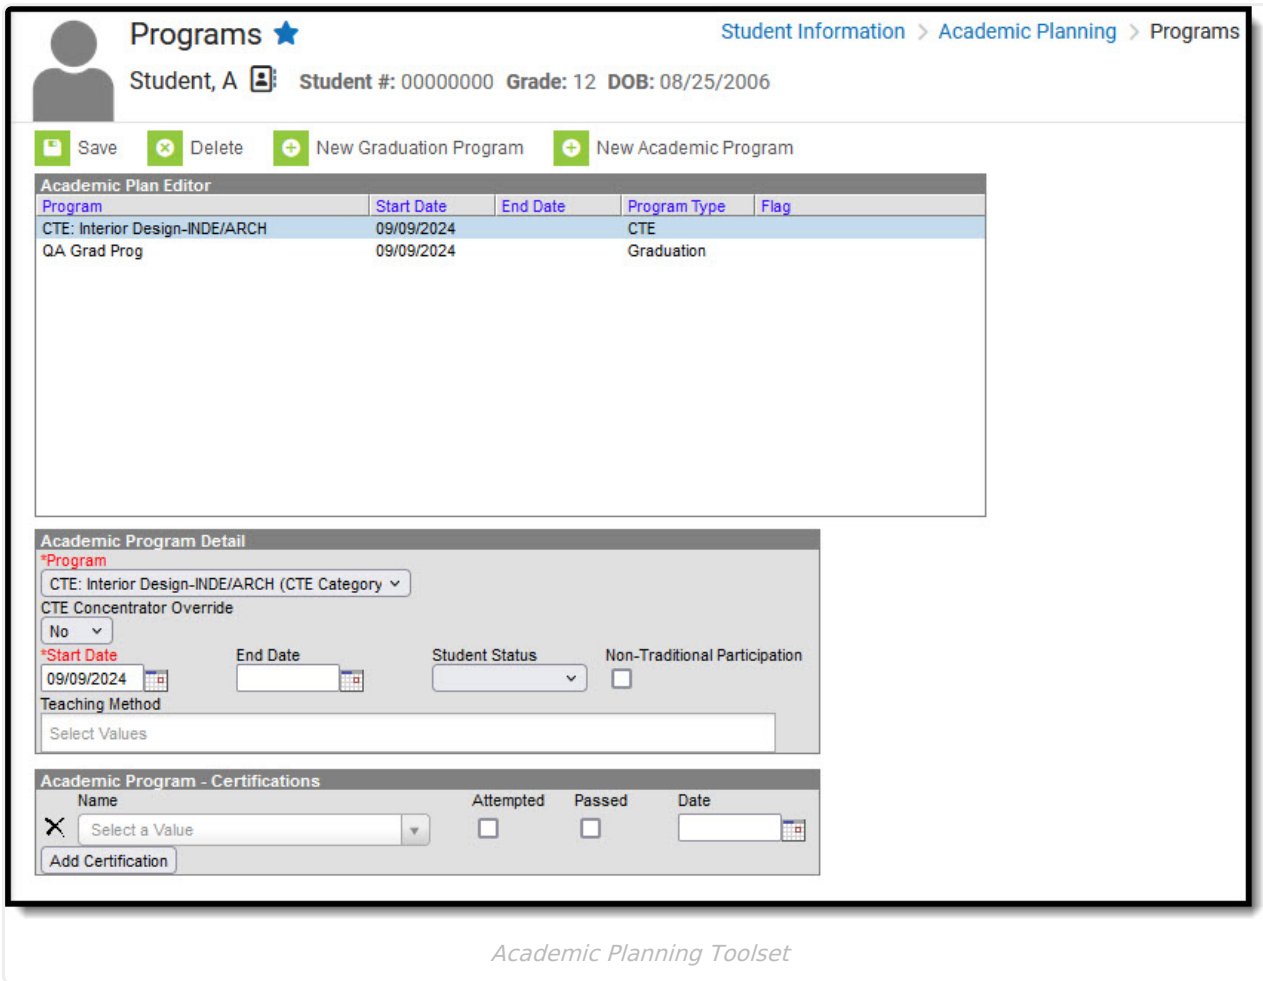 Programs
Student Information > Academic Planning > Programs
Student, A Student #: 00000000 Grade: 12 DOB: 08/25/2006
Save Delete New Graduation Program New Academic Program
Academic Plan Editor
Program Start Date End Date Program Type Flag
CTE: Interior Design-INDE/ARCH 09/09/2024 CTE
QA Grad Prog 09/09/2024 Graduation
Academic Program Detail
*Program
CTE: Interior Design-INDE/ARCH (CTE Category
CTE Concentrator Override
No
*Start Date End Date Student Status Non-Traditional Participation
09/09/2024
Teaching Method
Select Values
Academic Program - Certifications
Name Attempted Passed Date
Select a Value
Add Certification
Academic Planning Toolset